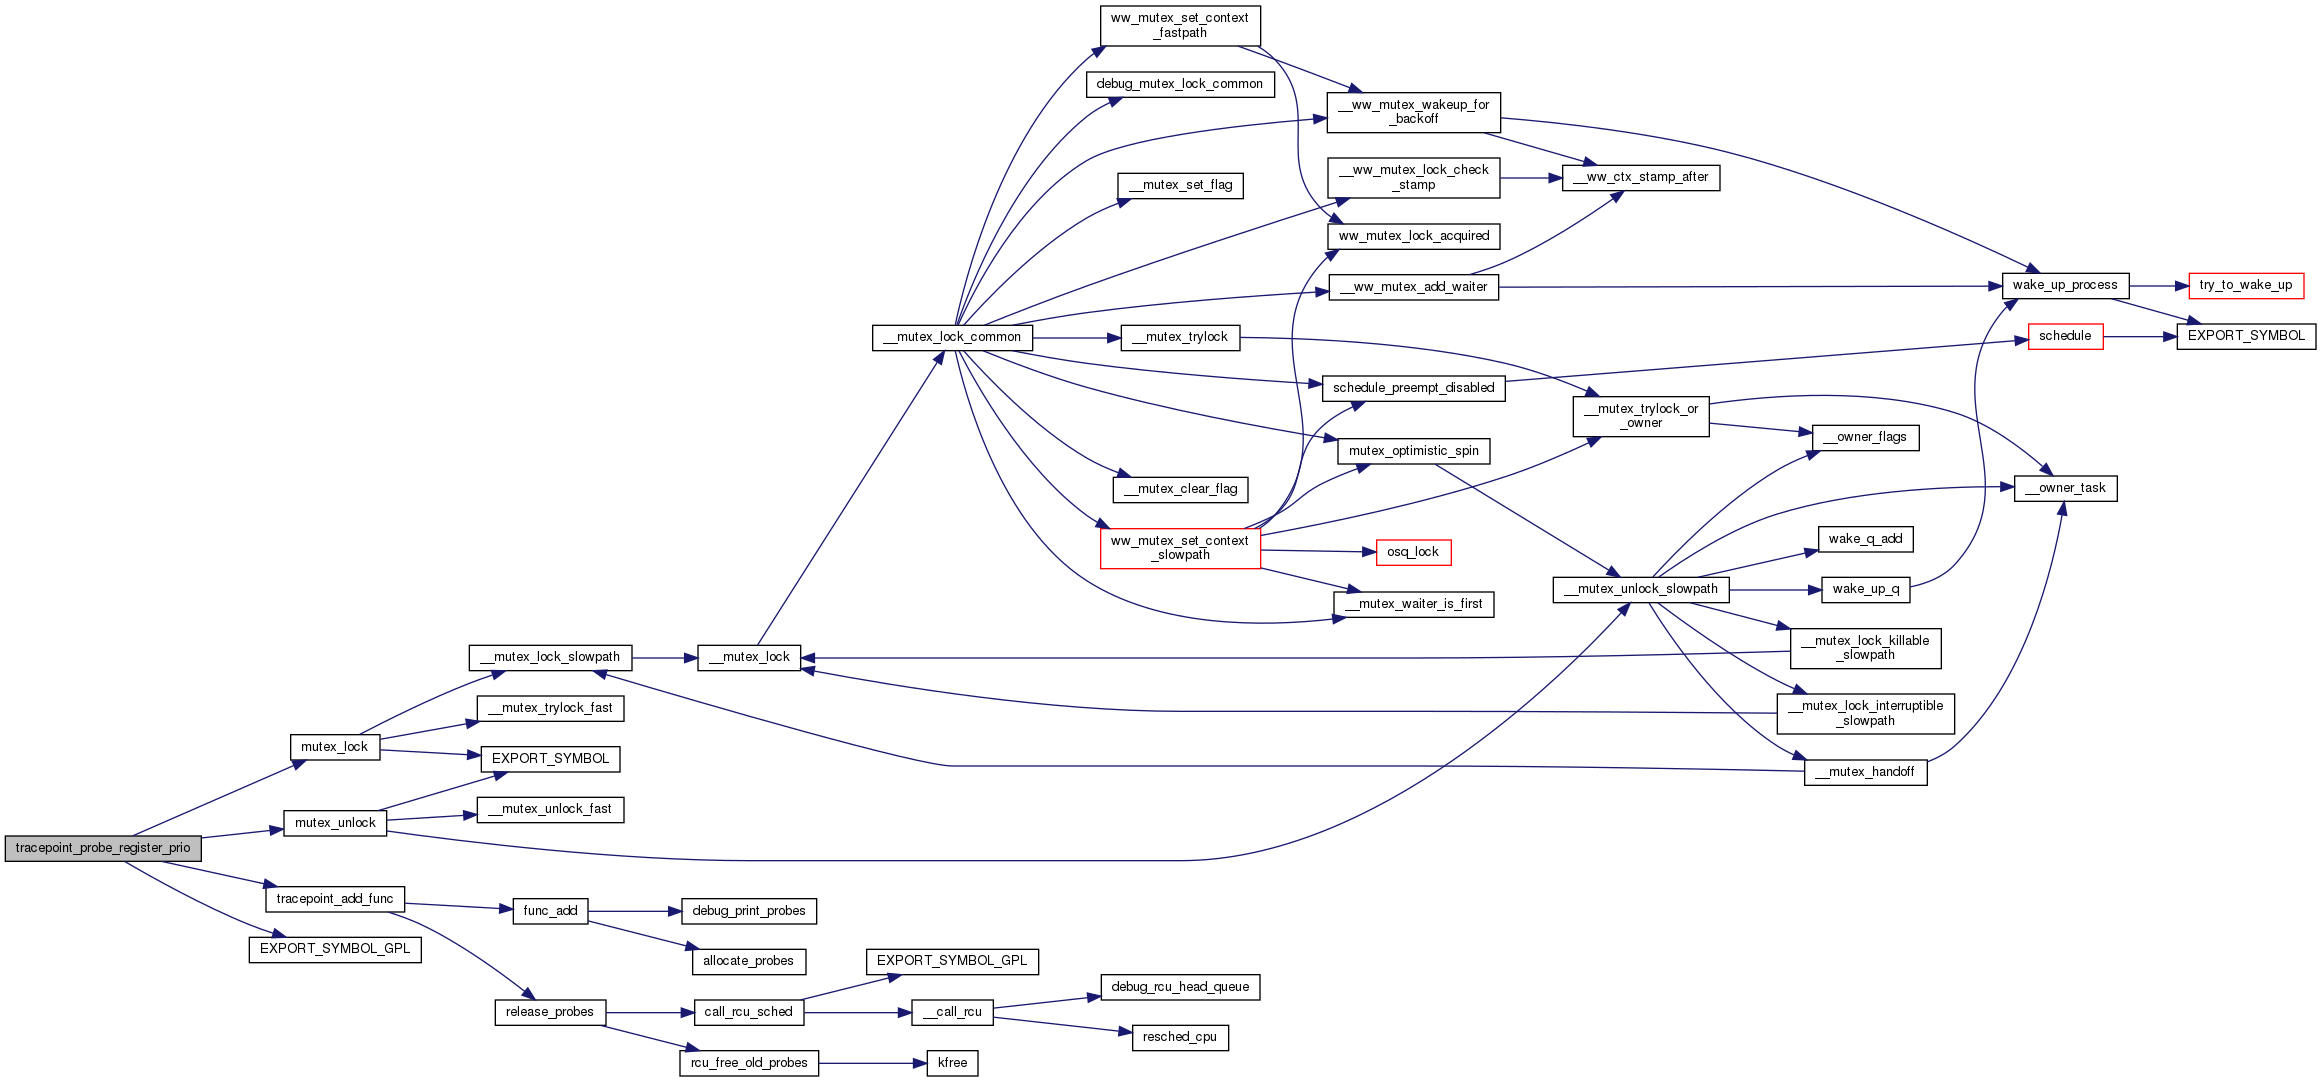 ww_mutex_set_context
_fastpath
debug_mutex_lock_common
__ww_mutex_wakeup_for
_backoff
__mutex_set_flag
__ww_mutex_lock_check
_stamp
__ww_ctx_stamp_after
ww_mutex_lock_acquired
__ww_mutex_add_waiter
wake_up_process
try_to_wake_up
__mutex_lock_common
__mutex_trylock
schedule
EXPORT_SYMBOL
schedule_preempt_disabled
__mutex_trylock_or
_owner
__owner_flags
mutex_optimistic_spin
__mutex_clear_flag
__owner_task
ww_mutex_set_context
_slowpath
osq_lock
wake_q_add
__mutex_waiter_is_first
__mutex_unlock_slowpath
wake_up_q
__mutex_lock_slowpath
__mutex_lock
__mutex_lock_killable
_slowpath
__mutex_trylock_fast
__mutex_lock_interruptible
_slowpath
mutex_lock
EXPORT_SYMBOL
__mutex_handoff
mutex_unlock
__mutex_unlock_fast
tracepoint_probe_register_prio
tracepoint_add_func
func_add
debug_print_probes
EXPORT_SYMBOL_GPL
allocate_probes
EXPORT_SYMBOL_GPL
debug_rcu_head_queue
release_probes
call_rcu_sched
__call_rcu
resched_cpu
rcu_free_old_probes
kfree